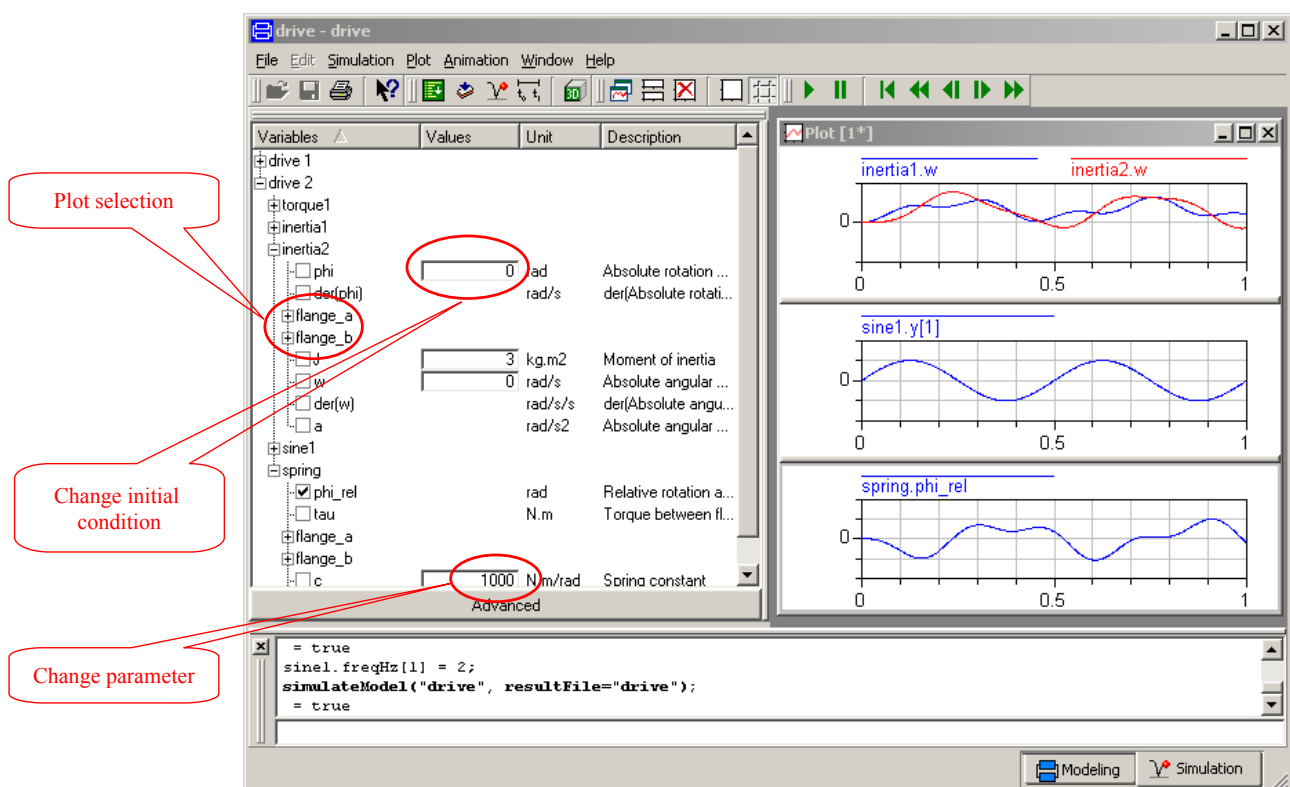 drive - drive
File Edit Simulation Plot Animation Window Help
3D
Variables Values Unit Description
drive 1
drive 2
torque1
inertia1
inertia2
phi 0 rad Absolute rotation ...
der(phi) rad/s der(Absolute rotati...
flange_a
flange_b
J 3 kg.m2 Moment of inertia
w 0 rad/s Absolute angular ...
der(w) rad/s/s der(Absolute angu...
a rad/s2 Absolute angular ...
sine1
spring
phi_rel rad Relative rotation a...
tau N.m Torque between fl...
flange_a
flange_b
c 1000 N.m/rad Spring constant
Advanced
Plot selection
Change initial
condition
Change parameter
Plot [1*]
inertia1.w inertia2.w
0
0 0.5 1
sine1.y[1]
0
0 0.5 1
spring.phi_rel
0
0 0.5 1
= true
sine1.freqHz[1] = 2;
simulateModel("drive", resultFile="drive");
= true
Modeling Simulation